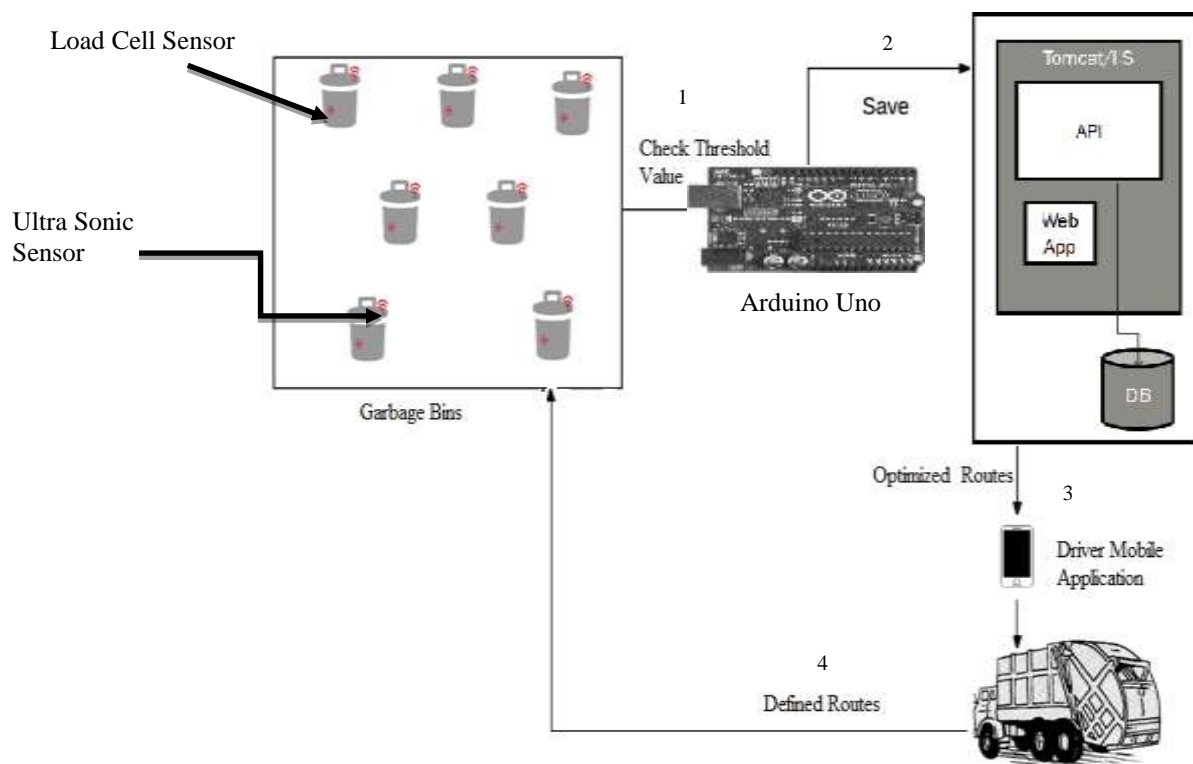 Load Cell Sensor
Ultra Sonic
Sensor
Garbage Bins
1
Check Threshold
Value
Arduino Uno
2
Save
Tomcat/IIS
API
Web
App
DB
Optimized Routes
3
Driver Mobile
Application
4
Defined Routes